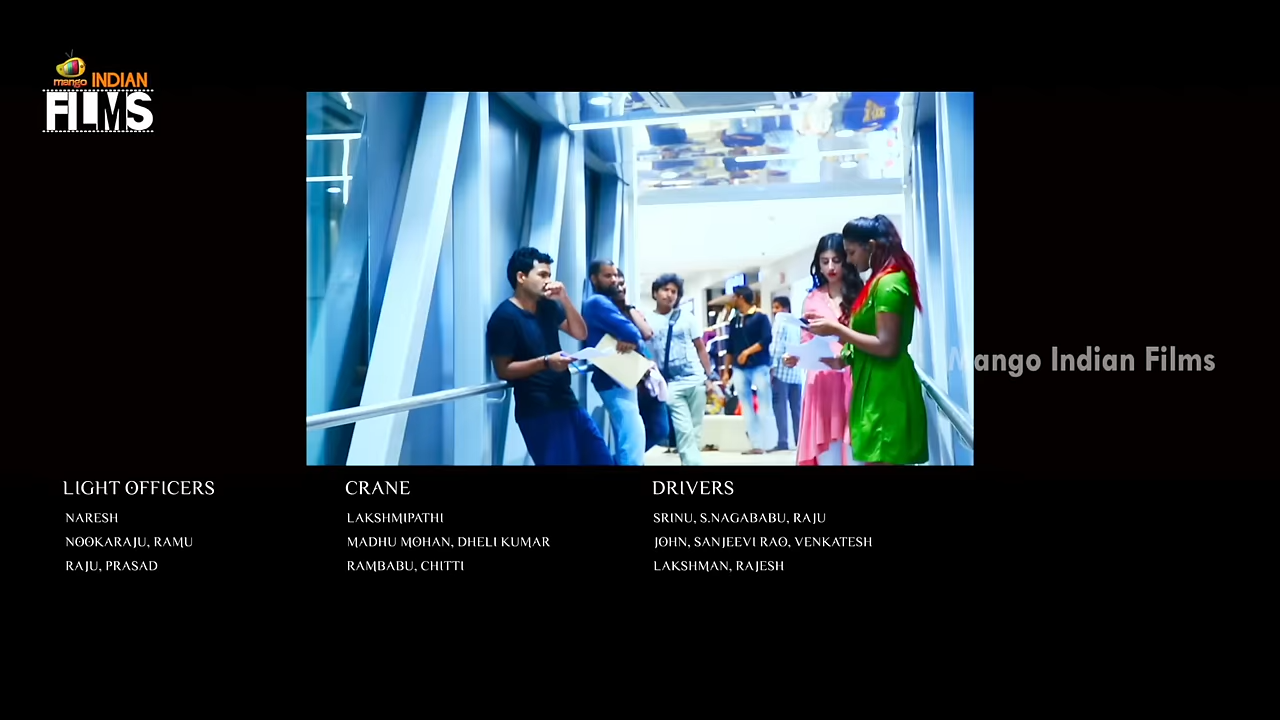 mango INDIAN
FILMS
Mango Indian Films
LIGHT OFFICERS
NARESH
NOOKARAJU, RAMU
RAJU, PRASAD
CRANE
LAKSHMIPATHI
MADHU MOHAN, DHELI KUMAR
RAMBABU, CHITTI
DRIVERS
SRINU, S.NAGABABU, RAJU
JOHN, SANJEEVI RAO, VENKATESH
LAKSHMAN, RAJESH